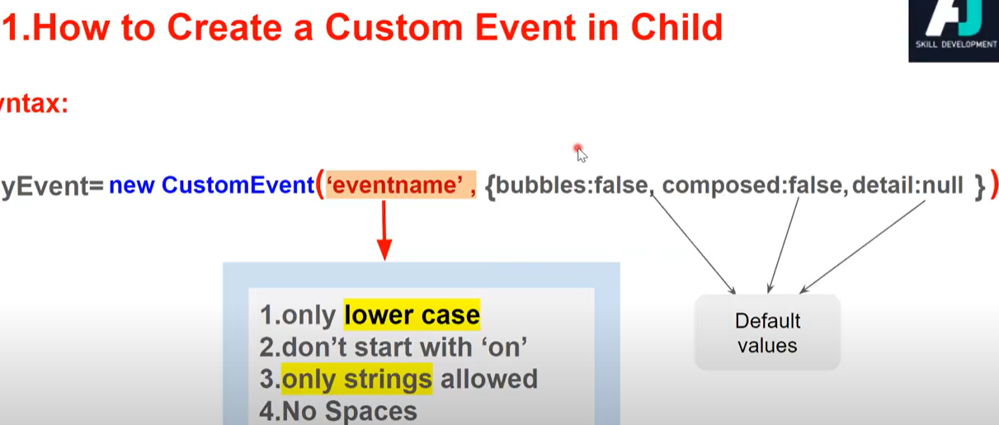 1.How to Create a Custom Event in Child
AJ
SKILL DEVELOPMENT
yntax:
yEvent= new CustomEvent(‘eventname’ , {bubbles:false, composed:false, detail:null })
1.only lower case
2.don’t start with ‘on’
3.only strings allowed
4.No Spaces
Default
values